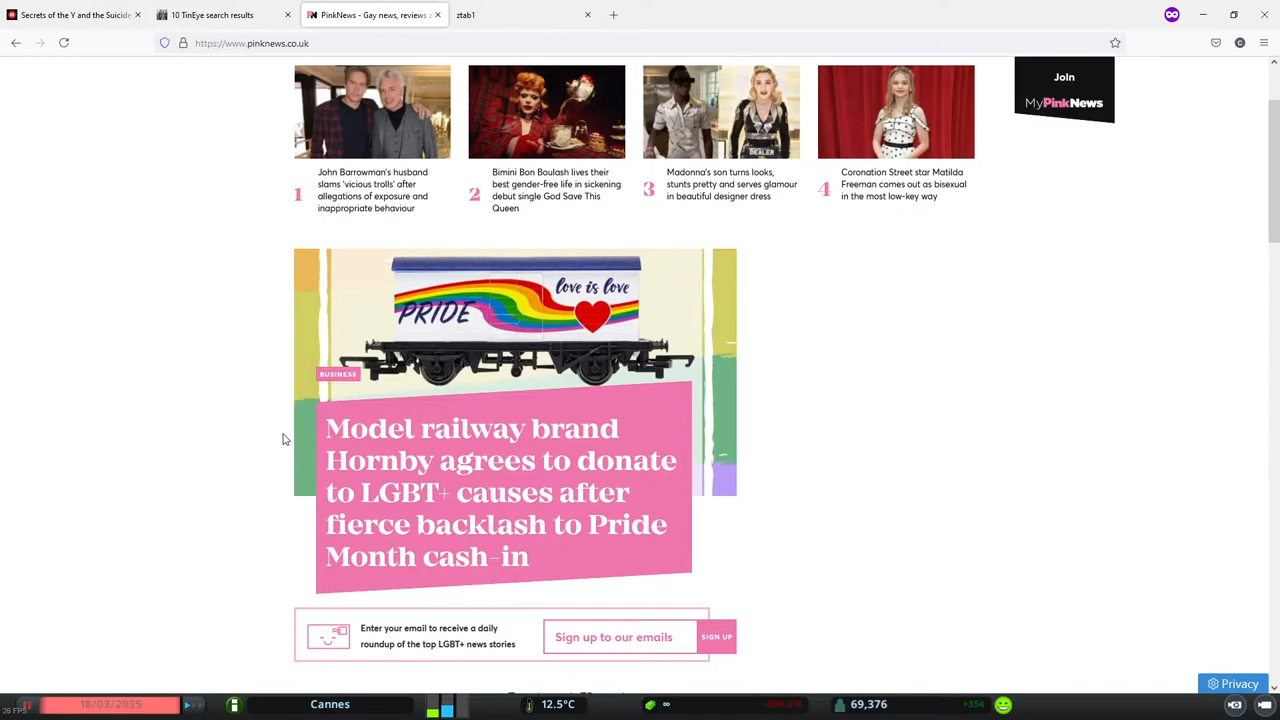 Secrets of the Y and the Suicide
10 TinEye search results
PinkNews - Gay news, reviews a
ztab1
https://www.pinknews.co.uk
Join
MyPinkNews
1
John Barrowman's husband
slams 'vicious trolls' after
allegations of exposure and
inappropriate behaviour
2
Bimini Bon Boulash lives their
best gender-free life in sickening
debut single God Save This
Queen
3
Madonna's son turns looks,
stunts pretty and serves glamour
in beautiful designer dress
4
Coronation Street star Matilda
Freeman comes out as bisexual
in the most low-key way
DEALER
PRIDE
love is love
BUSINESS
Model railway brand
Hornby agrees to donate
to LGBT+ causes after
fierce backlash to Pride
Month cash-in
Enter your email to receive a daily
roundup of the top LGBT+ news stories
Sign up to our emails
SIGN UP
Privacy
26 FPS
18/03/2035
Cannes
12.5°C
∞
69,376
+354